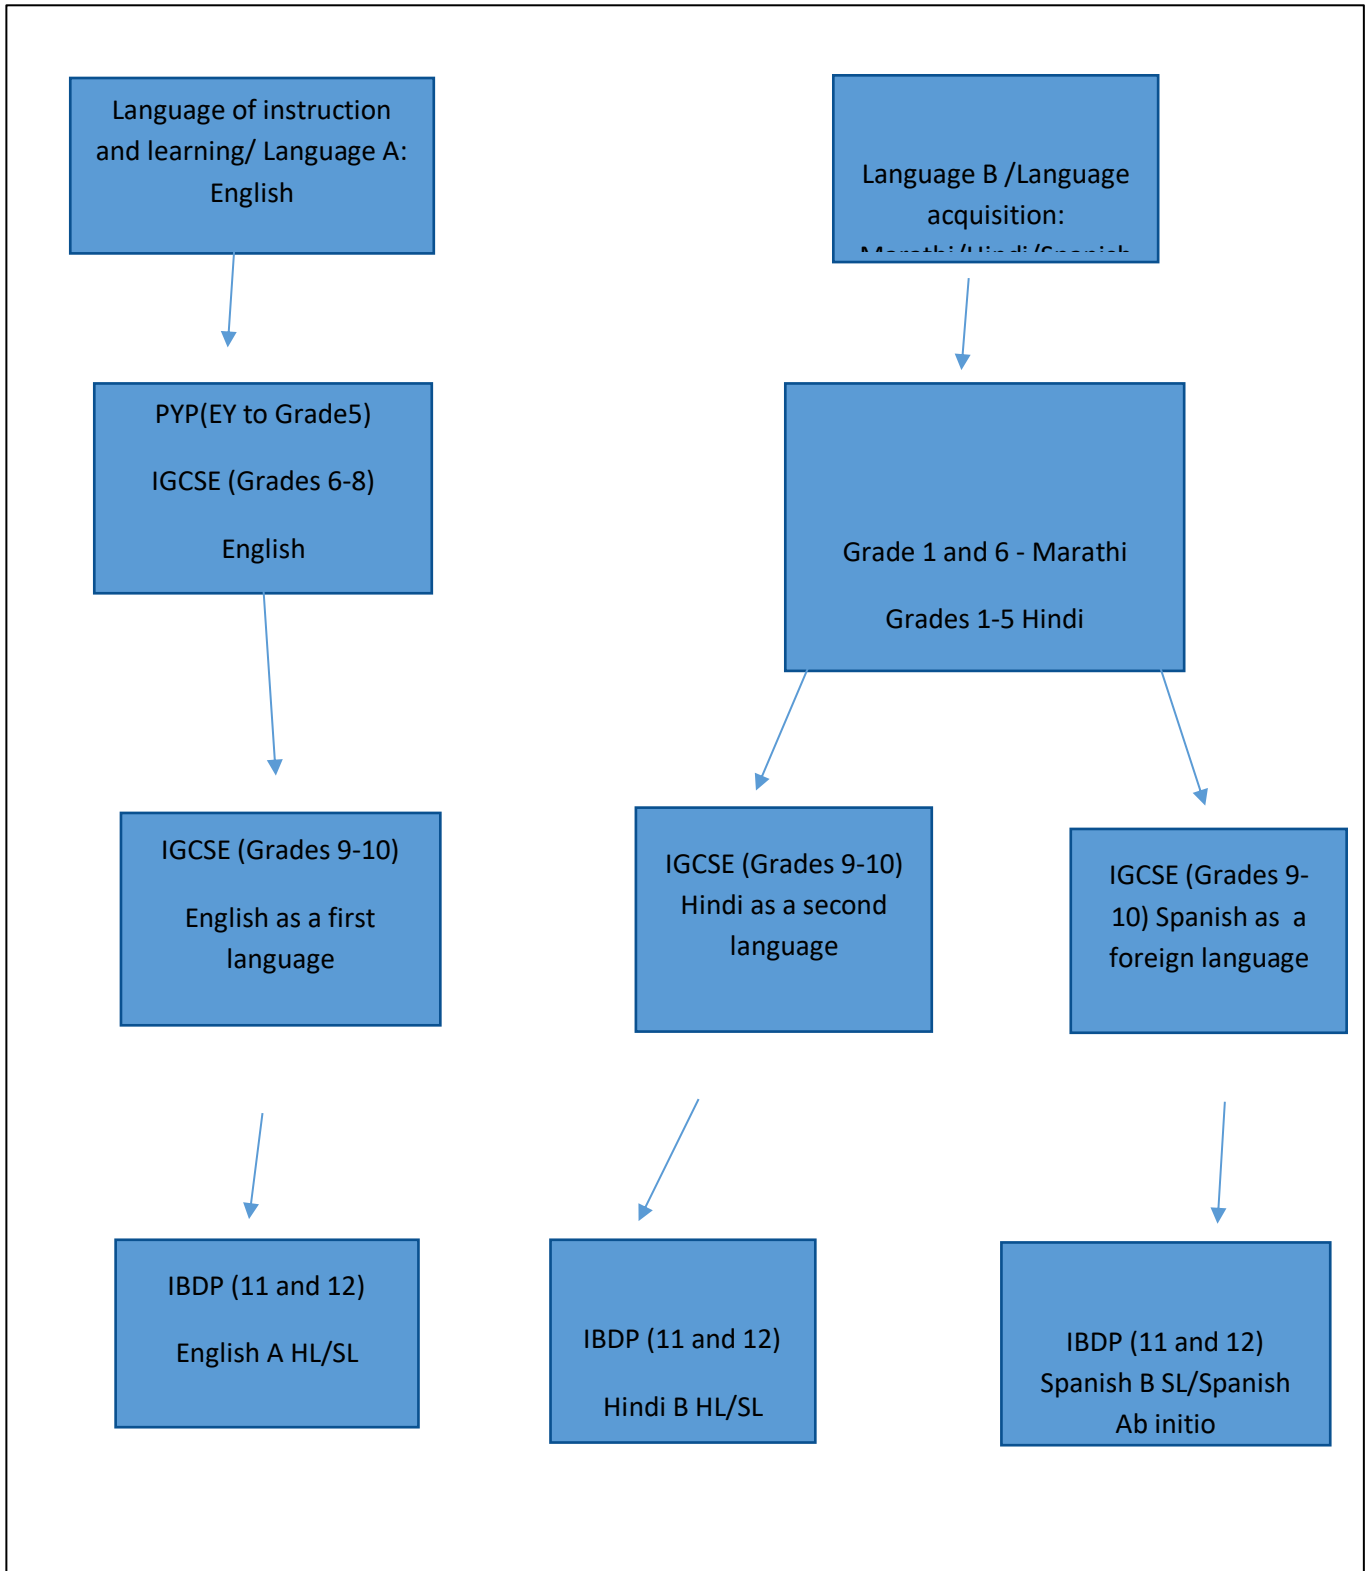 Language of instruction
and learning/ Language A:
English
Language B /Language
acquisition:
Marathi/Hindi/Spanish
PYP(EY to Grade5)
IGCSE (Grades 6-8)
English
Grade 1 and 6 - Marathi
Grades 1-5 Hindi
IGCSE (Grades 9-10)
English as a first
language
IGCSE (Grades 9-10)
Hindi as a second
language
IGCSE (Grades 9-
10) Spanish as  a
foreign language
IBDP (11 and 12)
English A HL/SL
IBDP (11 and 12)
Hindi B HL/SL
IBDP (11 and 12)
Spanish B SL/Spanish
Ab initio